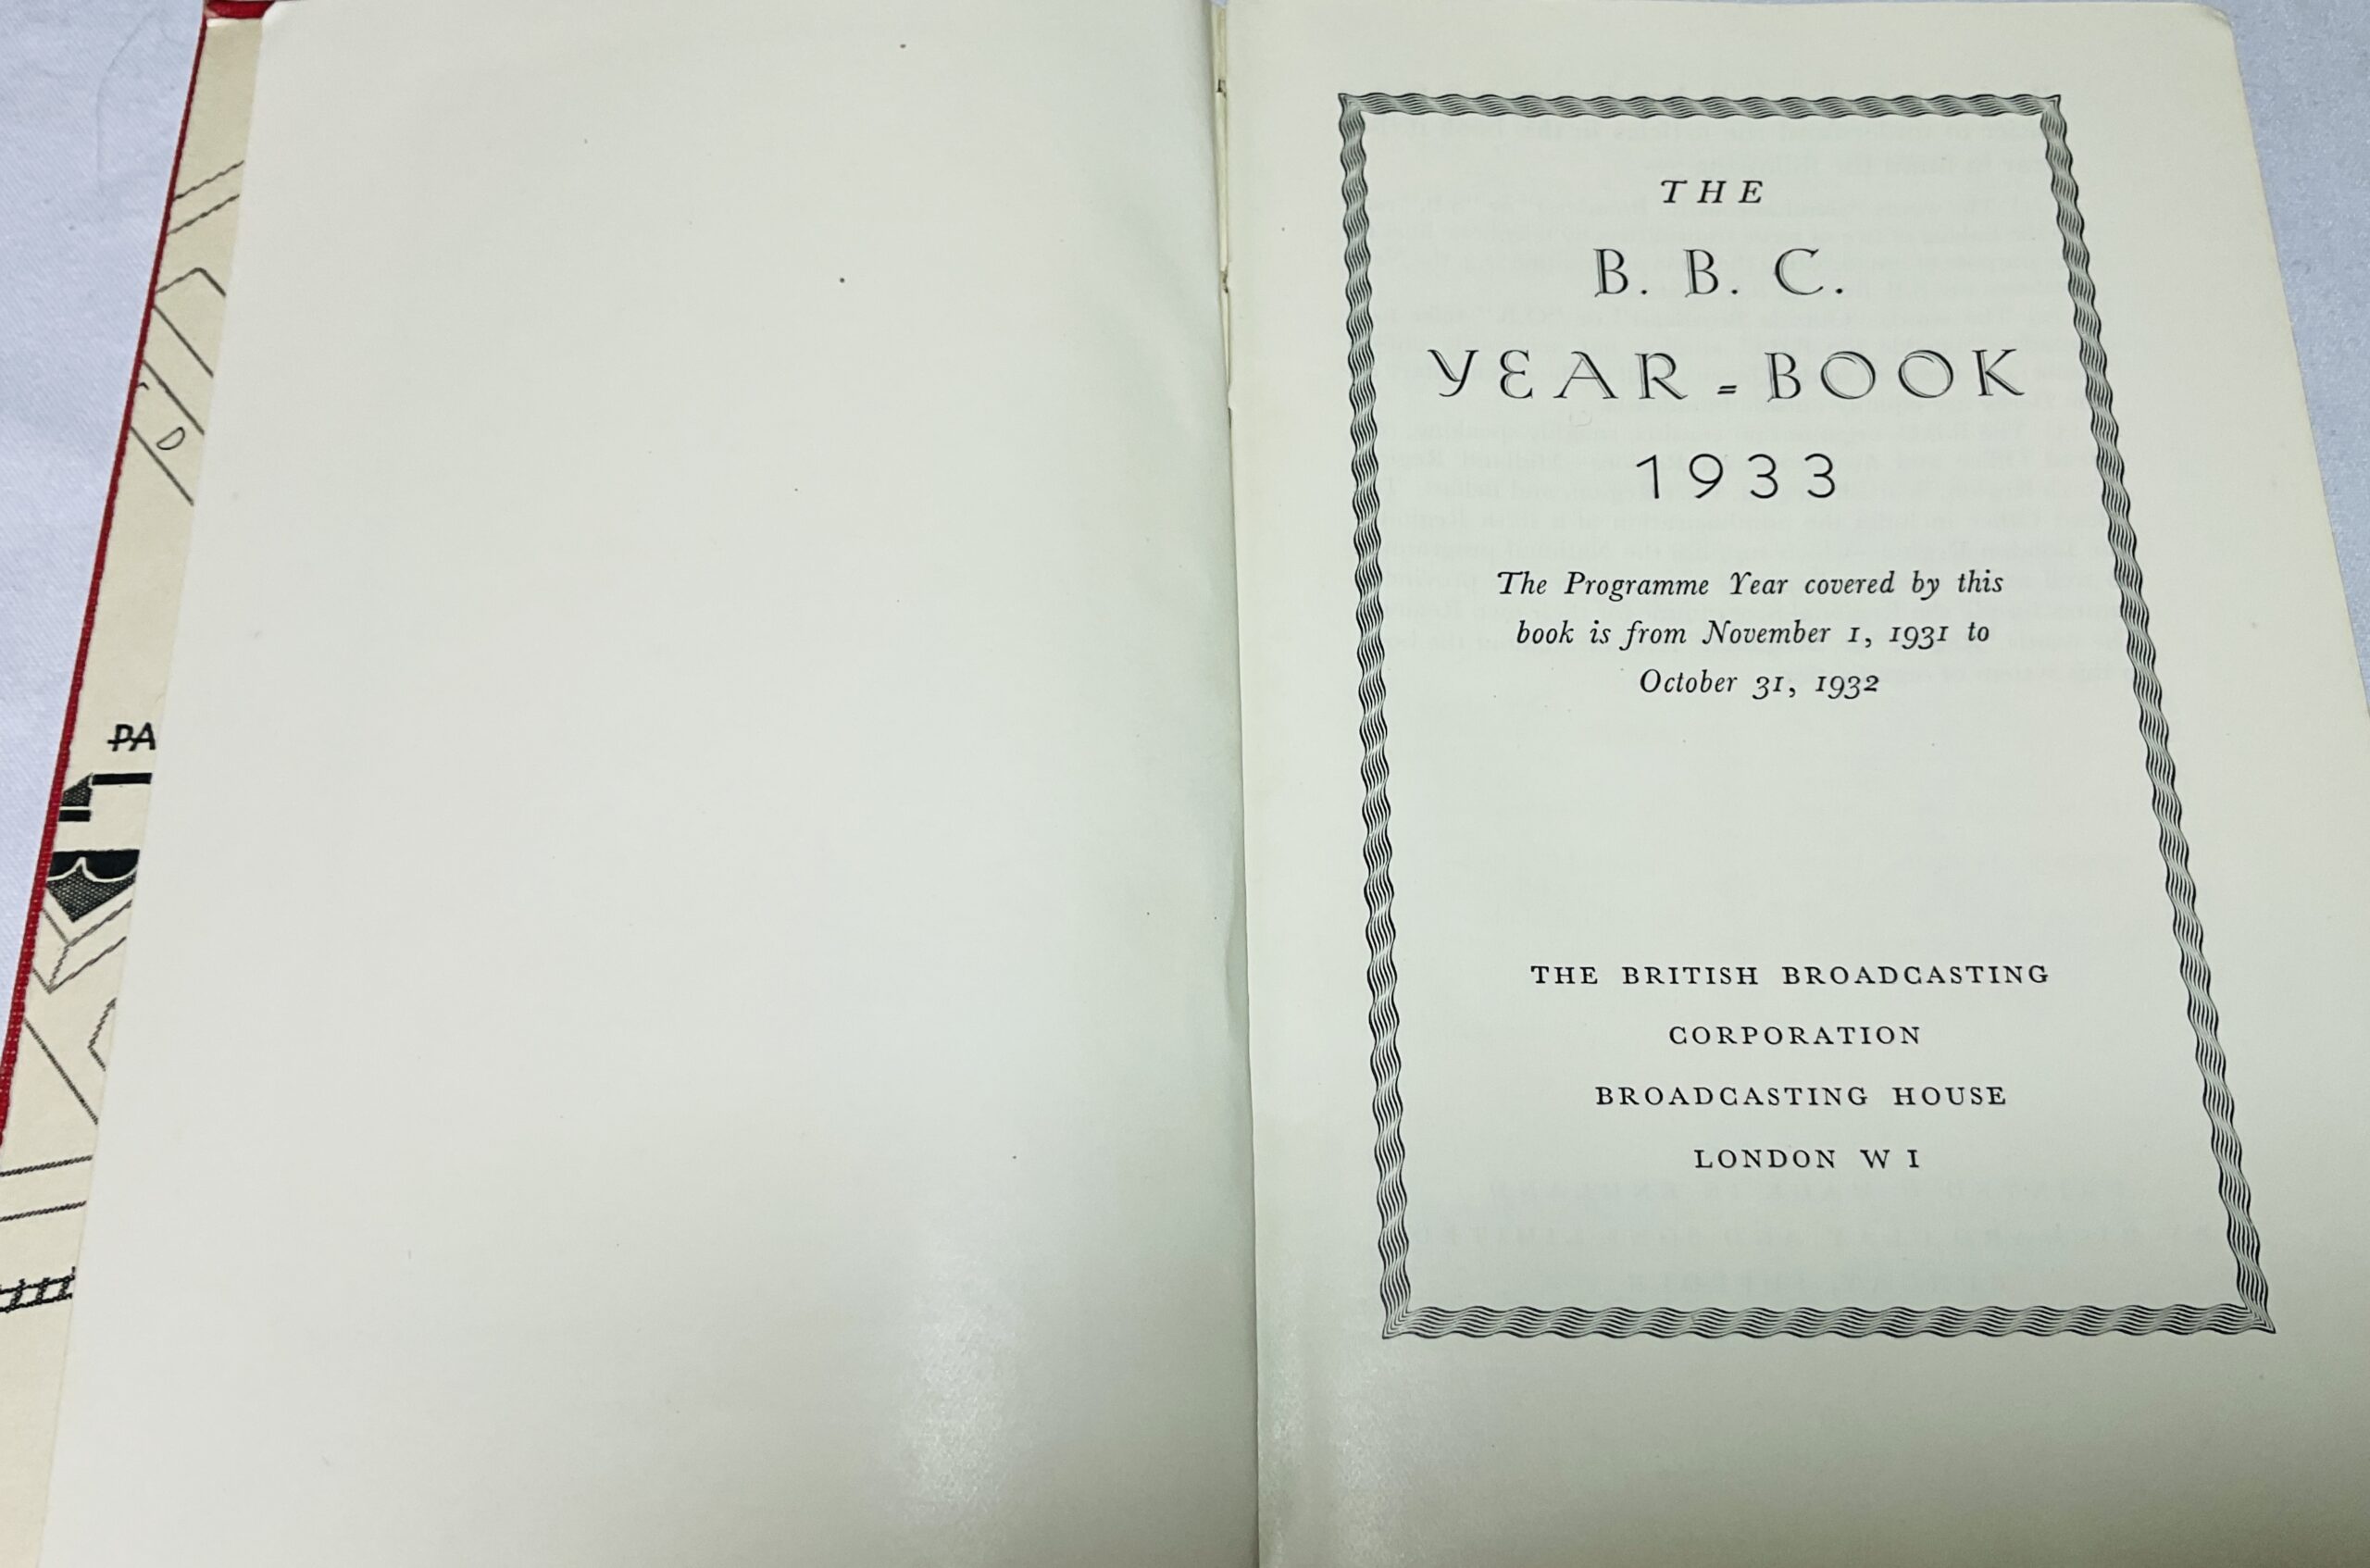 D
PA
THE
B. B. C.
YEAR-BOOK
1933
The Programme Year covered by this
book is from November 1, 1931 to
October 31, 1932
THE BRITISH BROADCASTING
CORPORATION
BROADCASTING HOUSE
LONDON W I